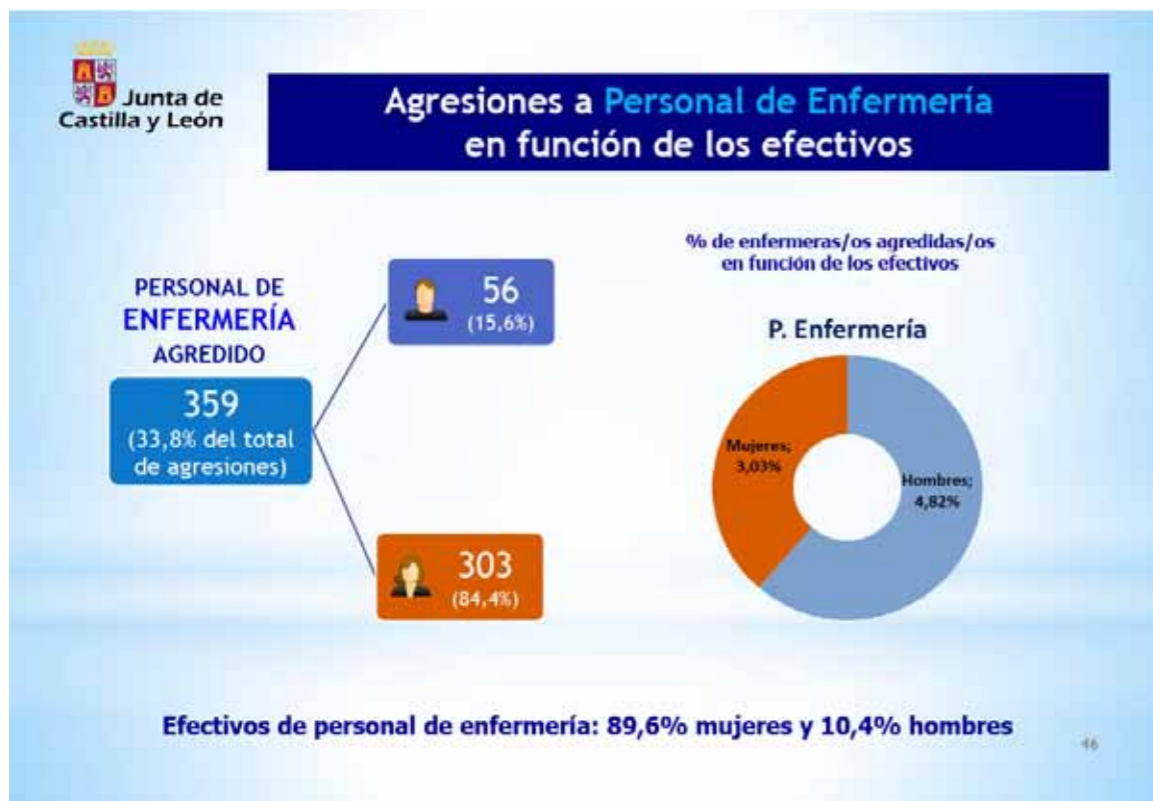 Junta de
Castilla y León
Agresiones a Personal de Enfermería
en función de los efectivos
PERSONAL DE
ENFERMERÍA
AGREDIDO
359
(33,8% del total
de agresiones)
56
(15,6%)
303
(84,4%)
% de enfermeras/os agredidas/os
en función de los efectivos
P. Enfermería
Mujeres;
3,03%
Hombres;
4,82%
Efectivos de personal de enfermería: 89,6% mujeres y 10,4% hombres
46